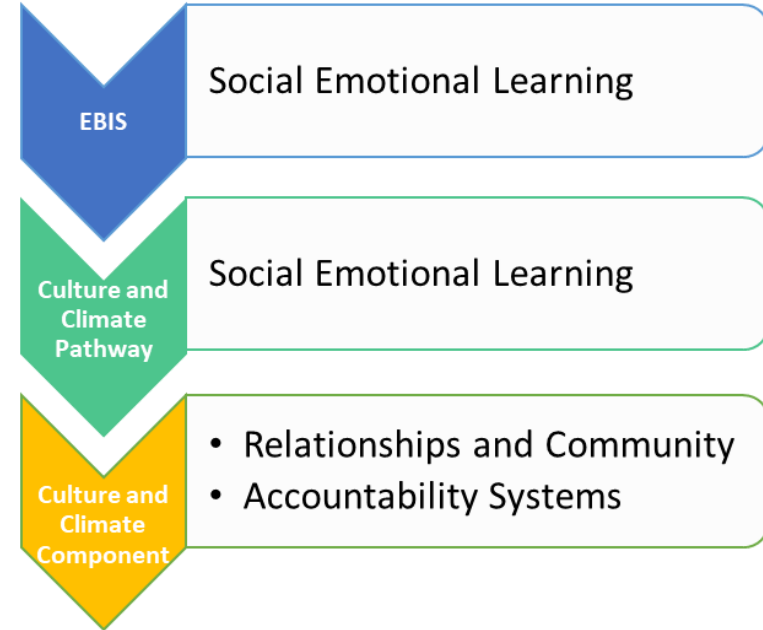 EBIS
Social Emotional Learning
Culture and
Climate
Pathway
Social Emotional Learning
Culture and
Climate
Component
• Relationships and Community
• Accountability Systems